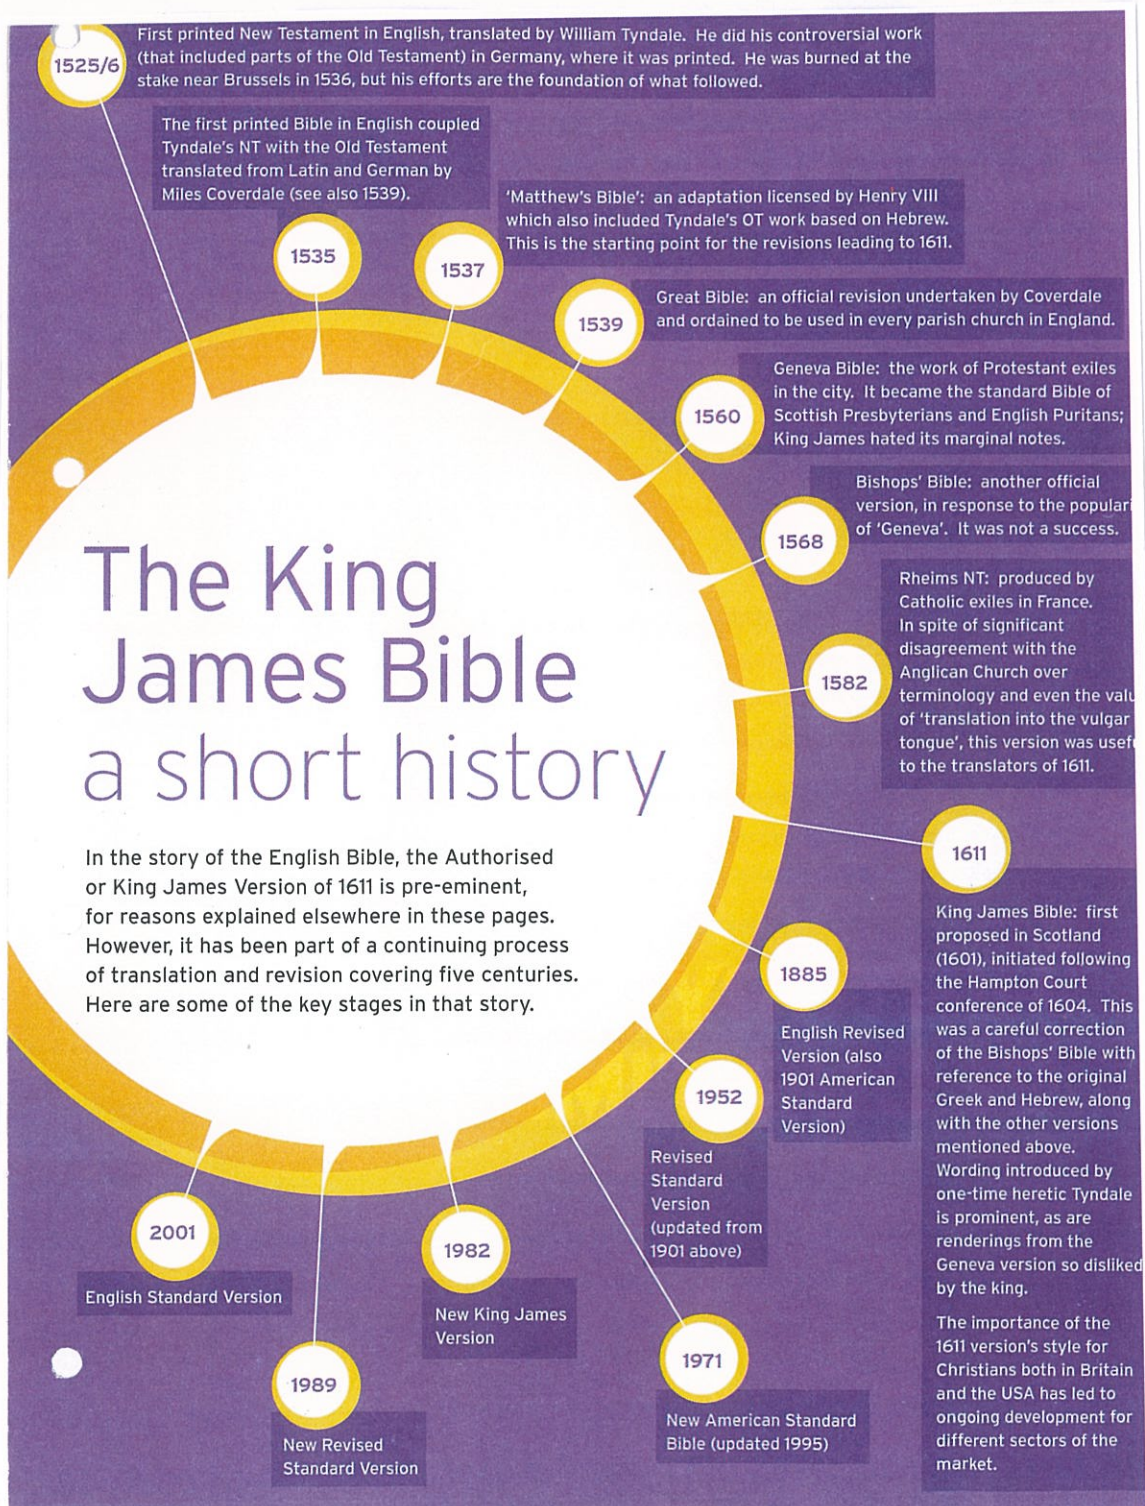 1525/6
First printed New Testament in English, translated by William Tyndale. He did his controversial work
(that included parts of the Old Testament) in Germany, where it was printed. He was burned at the
stake near Brussels in 1536, but his efforts are the foundation of what followed.
The first printed Bible in English coupled
Tyndale's NT with the Old Testament
translated from Latin and German by
Miles Coverdale (see also 1539).
1535
'Matthew's Bible': an adaptation licensed by Henry VIII
which also included Tyndale's OT work based on Hebrew.
This is the starting point for the revisions leading to 1611.
1537
1539
Great Bible: an official revision undertaken by Coverdale
and ordained to be used in every parish church in England.
1560
Geneva Bible: the work of Protestant exiles
in the city. It became the standard Bible of
Scottish Presbyterians and English Puritans;
King James hated its marginal notes.
1568
Bishops' Bible: another official
version, in response to the populari
of 'Geneva'. It was not a success.
1582
Rheims NT: produced by
Catholic exiles in France.
In spite of significant
disagreement with the
Anglican Church over
terminology and even the valu
of 'translation into the vulgar
tongue', this version was usefu
to the translators of 1611.
The King
James Bible
a short history
In the story of the English Bible, the Authorised
or King James Version of 1611 is pre-eminent,
for reasons explained elsewhere in these pages.
However, it has been part of a continuing process
of translation and revision covering five centuries.
Here are some of the key stages in that story.
1611
King James Bible: first
proposed in Scotland
(1601), initiated following
the Hampton Court
conference of 1604. This
was a careful correction
of the Bishops' Bible with
reference to the original
Greek and Hebrew, along
with the other versions
mentioned above.
Wording introduced by
one-time heretic Tyndale
is prominent, as are
renderings from the
Geneva version so disliked
by the king.
The importance of the
1611 version's style for
Christians both in Britain
and the USA has led to
ongoing development for
different sectors of the
market.
1885
English Revised
Version (also
1901 American
Standard
Version)
1952
Revised
Standard
Version
(updated from
1901 above)
1971
New American Standard
Bible (updated 1995)
1982
New King James
Version
1989
New Revised
Standard Version
2001
English Standard Version